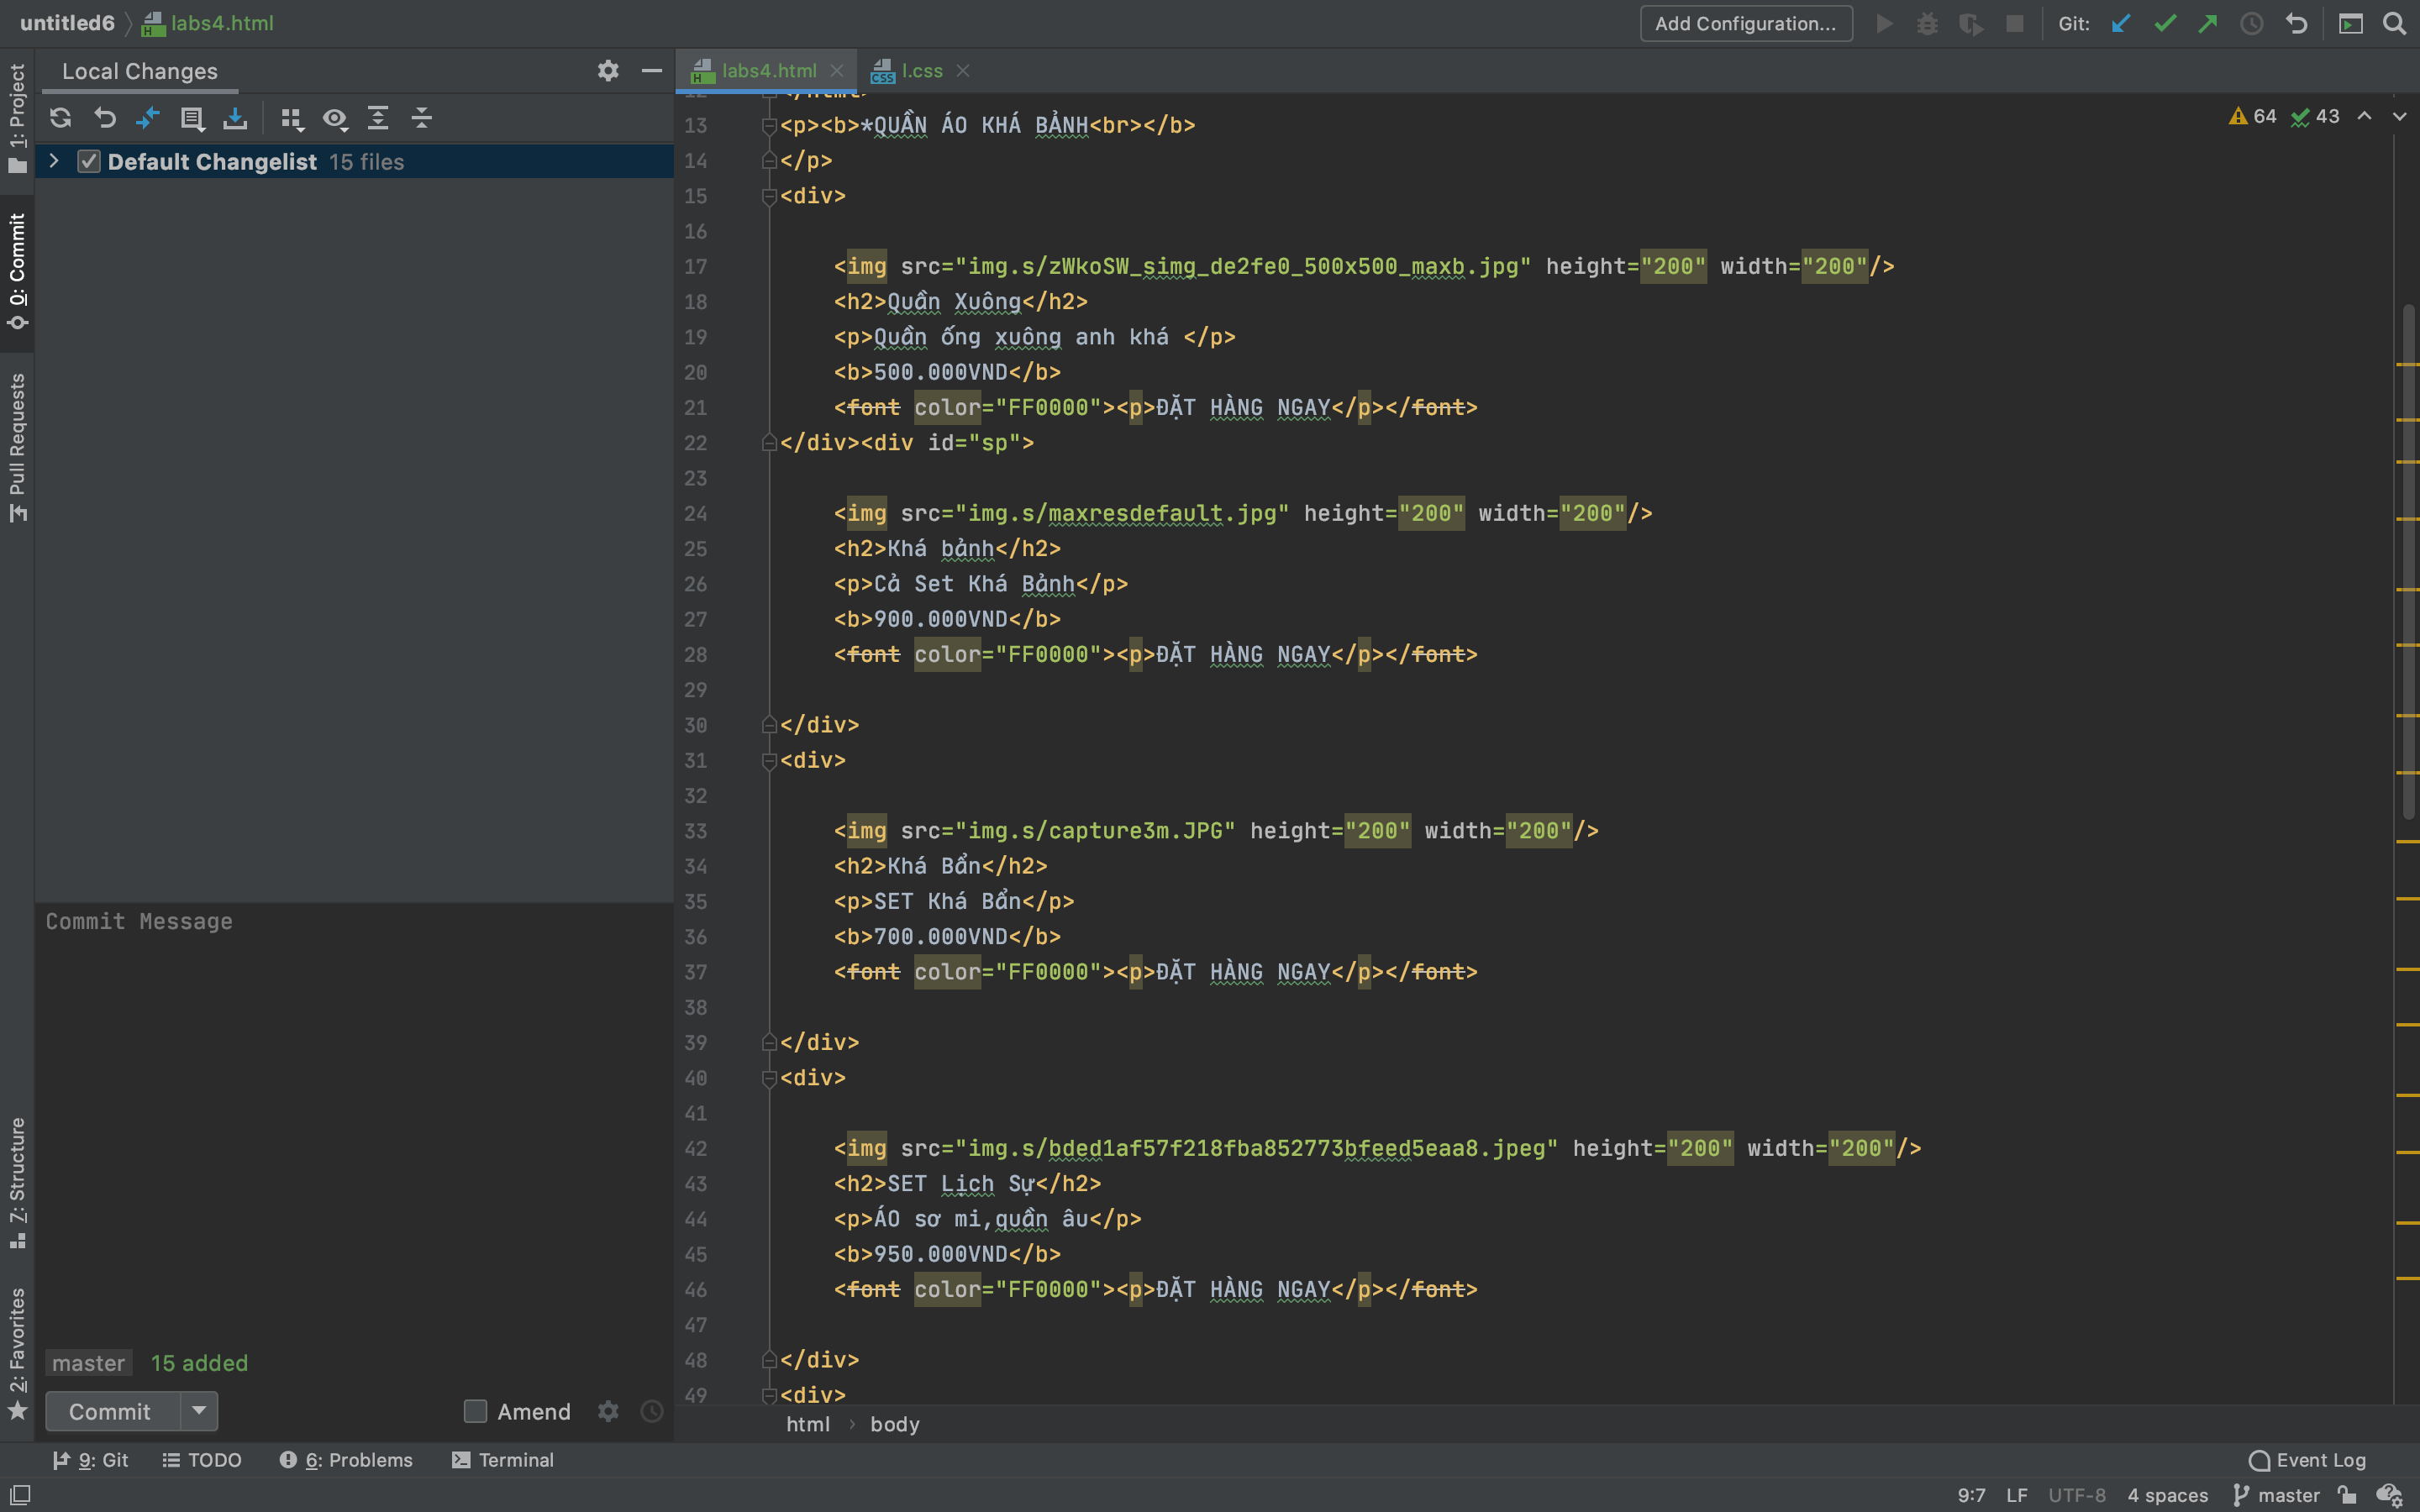 untitled6 labs4.html Add Configuration... Git:
1: Project
0: Commit
Pull Requests
7: Structure
2: Favorites
Local Changes
Default Changelist 15 files
Commit Message
master 15 added
Commit Amend
labs4.html l.css
64 43
12 </html>
13 <p><b>*QUẦN ÁO KHÁ BẢNH<br></b>
14 </p>
15 <div>
16
17 <img src="img.s/zWkoSW_simg_de2fe0_500x500_maxb.jpg" height="200" width="200"/>
18 <h2>Quần Xuông</h2>
19 <p>Quần ống xuông anh khá </p>
20 <b>500.000VND</b>
21 <font color="FF0000"><p>ĐẶT HÀNG NGAY</p></font>
22 </div><div id="sp">
23
24 <img src="img.s/maxresdefault.jpg" height="200" width="200"/>
25 <h2>Khá bảnh</h2>
26 <p>Cả Set Khá Bảnh</p>
27 <b>900.000VND</b>
28 <font color="FF0000"><p>ĐẶT HÀNG NGAY</p></font>
29
30 </div>
31 <div>
32
33 <img src="img.s/capture3m.JPG" height="200" width="200"/>
34 <h2>Khá Bẩn</h2>
35 <p>SET Khá Bẩn</p>
36 <b>700.000VND</b>
37 <font color="FF0000"><p>ĐẶT HÀNG NGAY</p></font>
38
39 </div>
40 <div>
41
42 <img src="img.s/bded1af57f218fba852773bfeed5eaa8.jpeg" height="200" width="200"/>
43 <h2>SET Lịch Sự</h2>
44 <p>ÁO sơ mi,quần âu</p>
45 <b>950.000VND</b>
46 <font color="FF0000"><p>ĐẶT HÀNG NGAY</p></font>
47
48 </div>
49 <div>
html body
9: Git TODO 6: Problems Terminal Event Log
9:7 LF UTF-8 4 spaces master